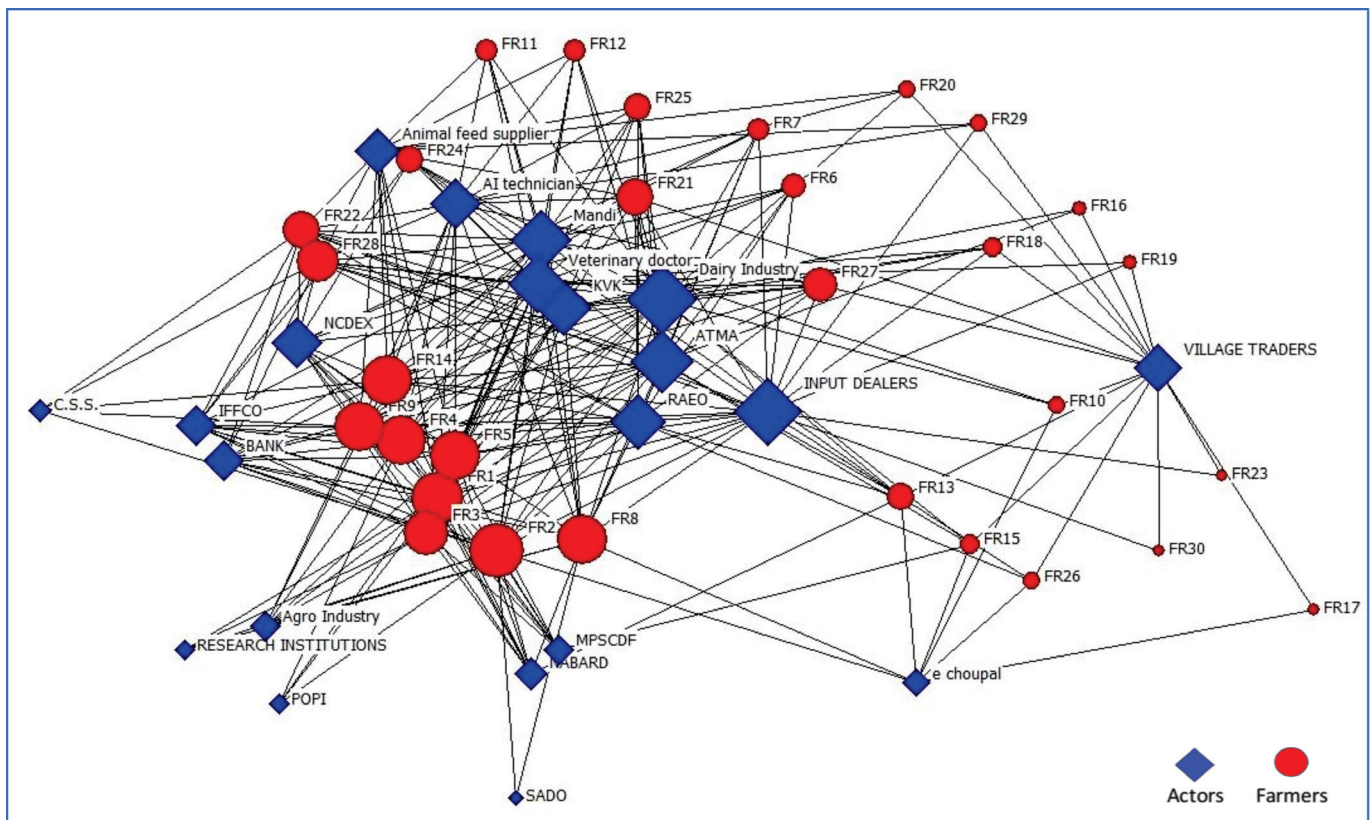 FR11
FR12
FR20
FR25
FR29
FR7
Animal feed supplier
FR24
AI technician
FR21
FR6
FR16
FR22
Mandi
FR18
FR28
Veterinary doctor
Dairy Industry
FR27
FR19
KVK
NCDEX
ATMA
VILLAGE TRADERS
FR14
INPUT DEALERS
RAEO
C.S.S.
IFFCO
FR9
FR4
FR10
BANK
FR5
FR1
FR23
FR13
FR3
FR2
FR8
FR15
FR30
FR26
FR17
Agro Industry
RESEARCH INSTITUTIONS
MPSCDF
NABARD
e choupal
POPI
SADO
Actors
Farmers